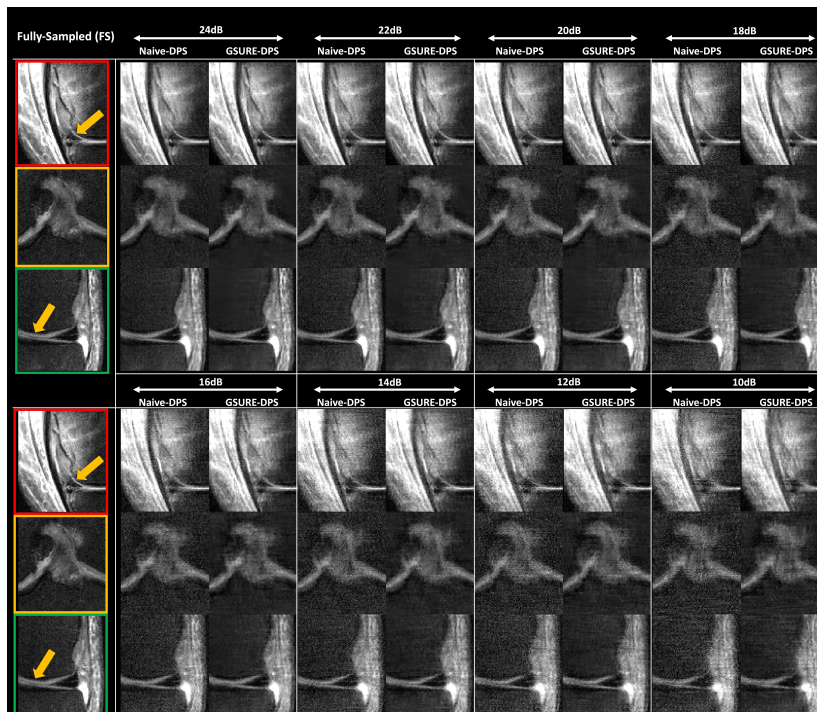 Fully-Sampled (FS) 24dB 22dB 20dB 18dB
Naive-DPS GSURE-DPS Naive-DPS GSURE-DPS Naive-DPS GSURE-DPS Naive-DPS GSURE-DPS
16dB 14dB 12dB 10dB
Naive-DPS GSURE-DPS Naive-DPS GSURE-DPS Naive-DPS GSURE-DPS Naive-DPS GSURE-DPS